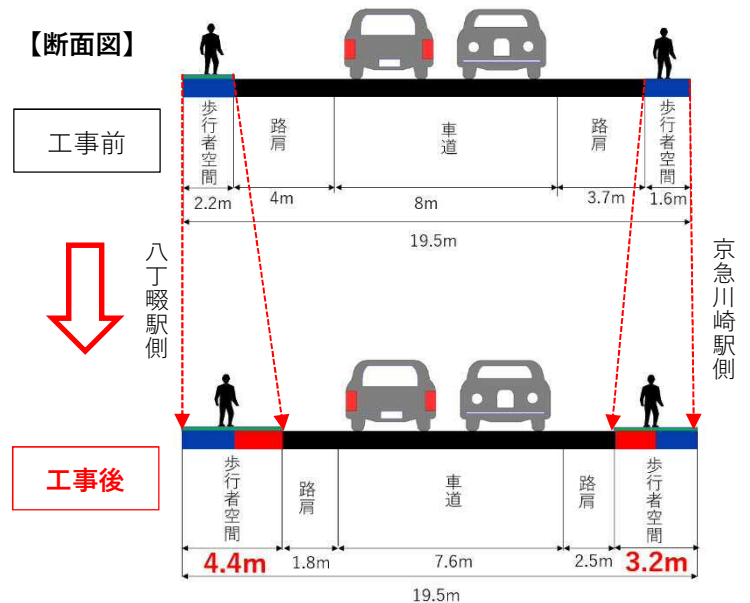 【断面図】
工事前
歩行者空間
路肩
車道
路肩
歩行者空間
2.2m
4m
8m
3.7m
1.6m
19.5m
八丁畷駅側
京急川崎駅側
工事後
歩行者空間
路肩
車道
路肩
歩行者空間
4.4m
1.8m
7.6m
2.5m
3.2m
19.5m